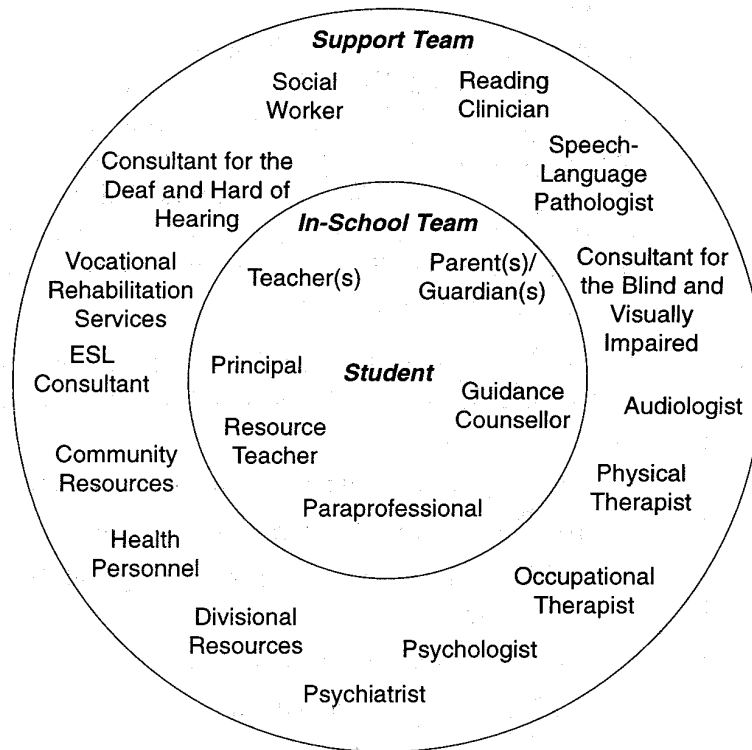 Support Team
Social
Worker
Reading
Clinician
Speech-
Language
Pathologist
Consultant for the
Deaf and Hard of
Hearing
In-School Team
Vocational
Rehabilitation
Services
Teacher(s)
Parent(s)/
Guardian(s)
Consultant for
the Blind and
Visually
Impaired
ESL
Consultant
Principal
Student
Guidance
Counsellor
Audiologist
Resource
Teacher
Community
Resources
Physical
Therapist
Paraprofessional
Health
Personnel
Occupational
Therapist
Divisional
Resources
Psychologist
Psychiatrist